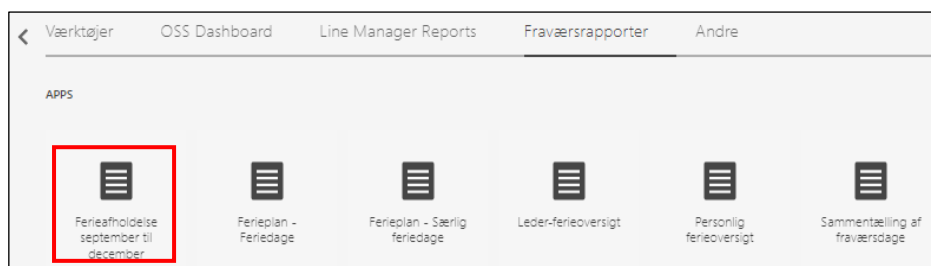 Værktøjer OSS Dashboard Line Manager Reports Fraværsrapporter Andre
APPS
Ferieafholdelse
september til
december
Ferieplan -
Feriedage
Ferieplan - Særlig
feriedage
Leder-ferieoversigt
Personlig
ferieoversigt
Sammentælling af
fraværsdage